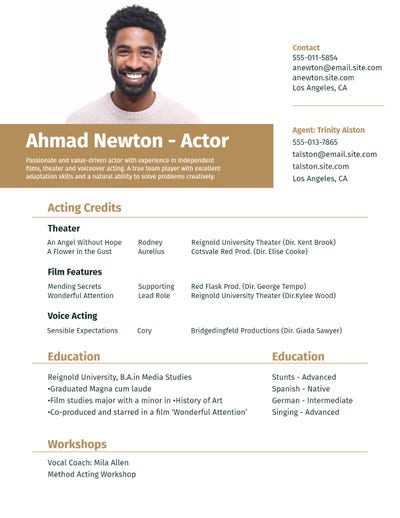 Contact
555-011-5854
anewton@email.site.com
anewton.site.com
Los Angeles, CA
Agent: Trinity Alston
555-013-7865
talston@email.site.com
talston.site.com
Los Angeles, CA
Ahmad Newton - Actor
Passionate and value-driven actor with experience in independent
films, theater and voiceover acting. A true team player with excellent
adaptation skills and a natural ability to solve problems creatively.
Acting Credits
Theater
An Angel Without Hope Rodney Reignold University Theater (Dir. Kent Brook)
A Flower in the Gust Aurelius Cotsvale Red Prod. (Dir. Elise Cooke)
Film Features
Mending Secrets Supporting Red Flask Prod. (Dir. George Tempo)
Wonderful Attention Lead Role Reignold University Theater (Dir.Kylee Wood)
Voice Acting
Sensible Expectations Cory Bridgedingfeld Productions (Dir. Giada Sawyer)
Education
Reignold University, B.A.in Media Studies
•Graduated Magna cum laude
•Film studies major with a minor in •History of Art
•Co-produced and starred in a film ‘Wonderful Attention’
Education
Stunts - Advanced
Spanish - Native
German - Intermediate
Singing - Advanced
Workshops
Vocal Coach: Mila Allen
Method Acting Workshop